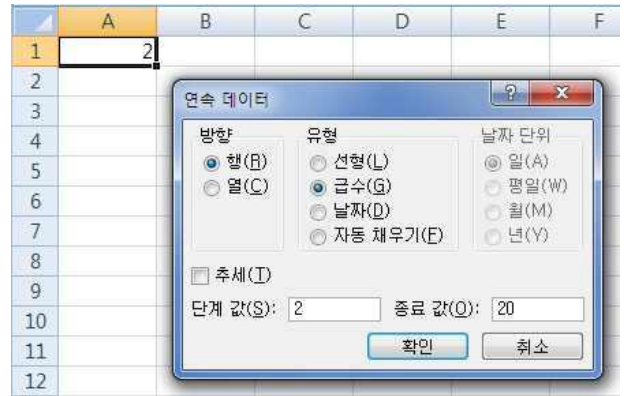 A B C D E F
1 2
2
3
4
5
6
7
8
9
10
11
12
연속 데이터
방향 유형 날짜 단위
행(R) 선형(L) 일(A)
열(C) 급수(G) 평일(W)
날짜(D) 월(M)
자동 채우기(F) 년(Y)
추세(T)
단계 값(S): 2 종료 값(O): 20
확인 취소